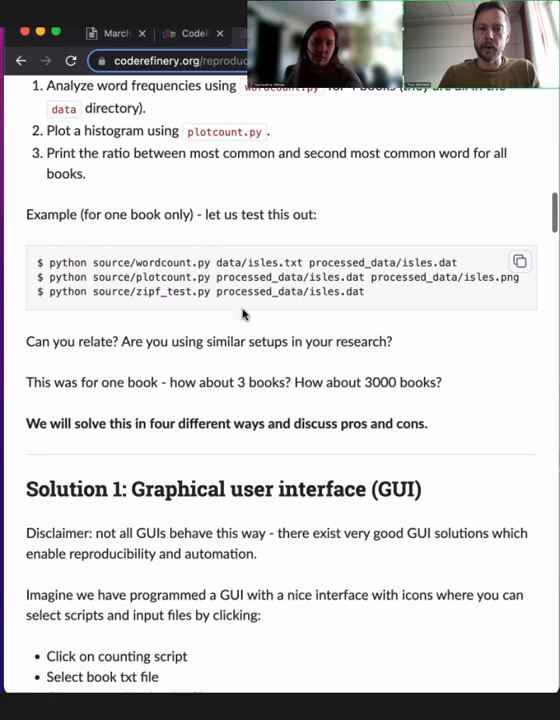 March
CodeR
coderefinery.org/reproduc
1. Analyze word frequencies using wordcount.py for 4 books (they are all in the
data directory).
2. Plot a histogram using plotcount.py.
3. Print the ratio between most common and second most common word for all
books.
Example (for one book only) - let us test this out:
$ python source/wordcount.py data/isles.txt processed_data/isles.dat
$ python source/plotcount.py processed_data/isles.dat processed_data/isles.png
$ python source/zipf_test.py processed_data/isles.dat
Can you relate? Are you using similar setups in your research?
This was for one book - how about 3 books? How about 3000 books?
We will solve this in four different ways and discuss pros and cons.
Solution 1: Graphical user interface (GUI)
Disclaimer: not all GUIs behave this way - there exist very good GUI solutions which
enable reproducibility and automation.
Imagine we have programmed a GUI with a nice interface with icons where you can
select scripts and input files by clicking:
• Click on counting script
• Select book txt file